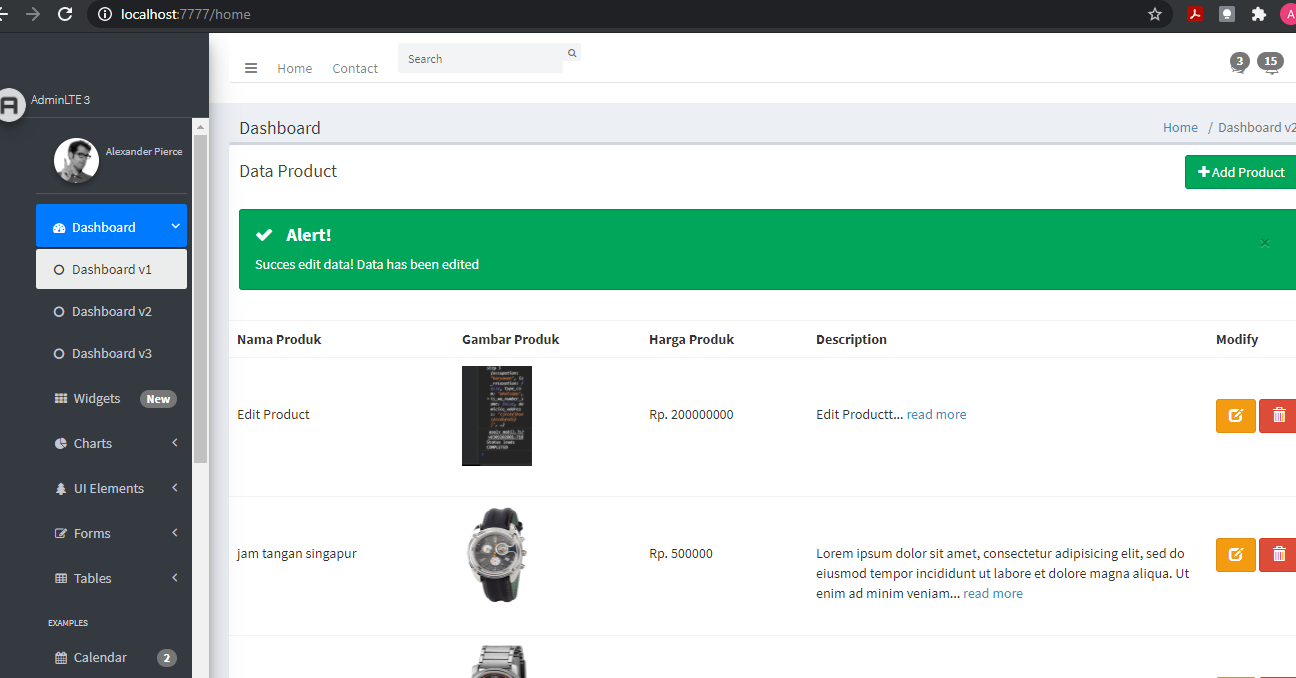 localhost:7777/home
A
AdminLTE 3
Home
Contact
Search
3
15
Alexander Pierce
Dashboard
Dashboard v1
Dashboard v2
Dashboard v3
Widgets
New
Charts
UI Elements
Forms
Tables
EXAMPLES
Calendar
2
Dashboard
Home / Dashboard v2
Data Product
Add Product
Alert!
×
Succes edit data! Data has been edited
Nama Produk
Gambar Produk
Harga Produk
Description
Modify
Edit Product
Rp. 200000000
Edit Productt... read more
jam tangan singapur
Rp. 500000
Lorem ipsum dolor sit amet, consectetur adipisicing elit, sed do
eiusmod tempor incididunt ut labore et dolore magna aliqua. Ut
enim ad minim veniam... read more